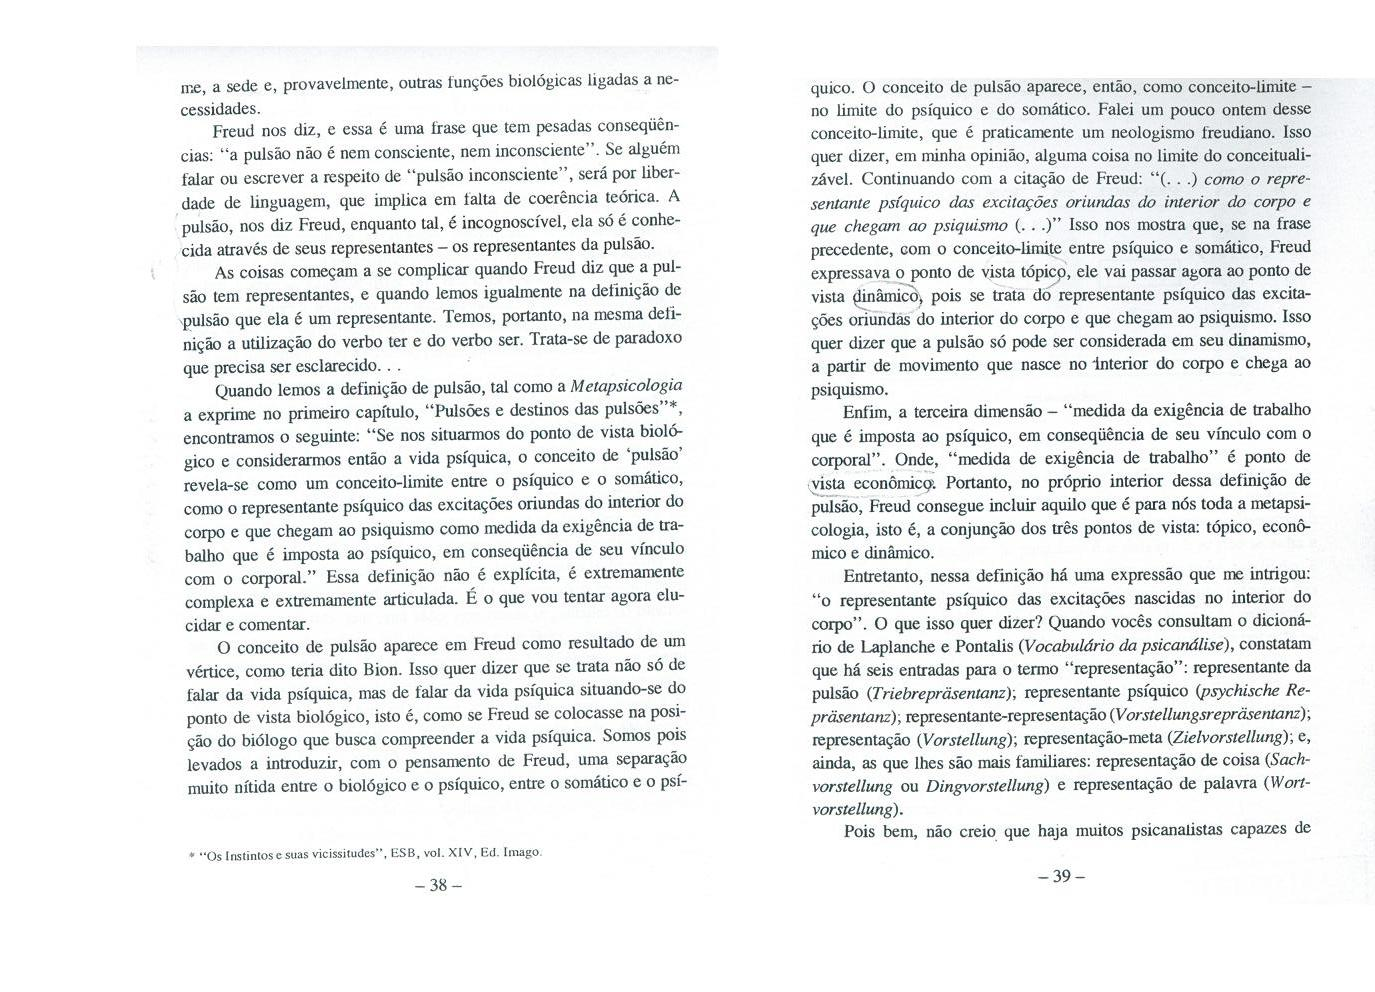 me, a sede e, provavelmente, outras funções biológicas ligadas a ne-
cessidades.
Freud nos diz, e essa é uma frase que tem pesadas conseqüên-
cias: “a pulsão não é nem consciente, nem inconsciente”. Se alguém
falar ou escrever a respeito de “pulsão inconsciente”, será por liber-
dade de linguagem, que implica em falta de coerência teórica. A
pulsão, nos diz Freud, enquanto tal, é incognoscível, ela só é conhe-
cida através de seus representantes – os representantes da pulsão.
As coisas começam a se complicar quando Freud diz que a pul-
são tem representantes, e quando lemos igualmente na definição de
pulsão que ela é um representante. Temos, portanto, na mesma defi-
nição a utilização do verbo ter e do verbo ser. Trata-se de paradoxo
que precisa ser esclarecido. . .
Quando lemos a definição de pulsão, tal como a Metapsicologia
a exprime no primeiro capítulo, “Pulsões e destinos das pulsões”*,
encontramos o seguinte: “Se nos situarmos do ponto de vista bioló-
gico e considerarmos então a vida psíquica, o conceito de ‘pulsão’
revela-se como um conceito-limite entre o psíquico e o somático,
como o representante psíquico das excitações oriundas do interior do
corpo e que chegam ao psiquismo como medida da exigência de tra-
balho que é imposta ao psíquico, em conseqüência de seu vínculo
com o corporal.” Essa definição não é explícita, é extremamente
complexa e extremamente articulada. É o que vou tentar agora elu-
cidar e comentar.
O conceito de pulsão aparece em Freud como resultado de um
vértice, como teria dito Bion. Isso quer dizer que se trata não só de
falar da vida psíquica, mas de falar da vida psíquica situando-se do
ponto de vista biológico, isto é, como se Freud se colocasse na posi-
ção do biólogo que busca compreender a vida psíquica. Somos pois
levados a introduzir, com o pensamento de Freud, uma separação
muito nítida entre o biológico e o psíquico, entre o somático e o psí-
* “Os Instintos e suas vicissitudes”, ESB, vol. XIV, Ed. Imago.
– 38 –
quico. O conceito de pulsão aparece, então, como conceito-limite –
no limite do psíquico e do somático. Falei um pouco ontem desse
conceito-limite, que é praticamente um neologismo freudiano. Isso
quer dizer, em minha opinião, alguma coisa no limite do conceituali-
zável. Continuando com a citação de Freud: “(. . .) como o repre-
sentante psíquico das excitações oriundas do interior do corpo e
que chegam ao psiquismo (. . .)” Isso nos mostra que, se na frase
precedente, com o conceito-limite entre psíquico e somático, Freud
expressava o ponto de vista tópico, ele vai passar agora ao ponto de
vista dinâmico, pois se trata do representante psíquico das excita-
ções oriundas do interior do corpo e que chegam ao psiquismo. Isso
quer dizer que a pulsão só pode ser considerada em seu dinamismo,
a partir de movimento que nasce no interior do corpo e chega ao
psiquismo.
Enfim, a terceira dimensão – “medida da exigência de trabalho
que é imposta ao psíquico, em conseqüência de seu vínculo com o
corporal”. Onde, “medida de exigência de trabalho” é ponto de
vista econômico. Portanto, no próprio interior dessa definição de
pulsão, Freud consegue incluir aquilo que é para nós toda a metapsi-
cologia, isto é, a conjunção dos três pontos de vista: tópico, econô-
mico e dinâmico.
Entretanto, nessa definição há uma expressão que me intrigou:
“o representante psíquico das excitações nascidas no interior do
corpo”. O que isso quer dizer? Quando vocês consultam o dicioná-
rio de Laplanche e Pontalis (Vocabulário da psicanálise), constatam
que há seis entradas para o termo “representação”: representante da
pulsão (Triebrepräsentanz); representante psíquico (psychische Re-
präsentanz); representante-representação (Vorstellungsrepräsentanz);
representação (Vorstellung); representação-meta (Zielvorstellung); e,
ainda, as que lhes são mais familiares: representação de coisa (Sach-
vorstellung ou Dingvorstellung) e representação de palavra (Wort-
vorstellung).
Pois bem, não creio que haja muitos psicanalistas capazes de
– 39 –